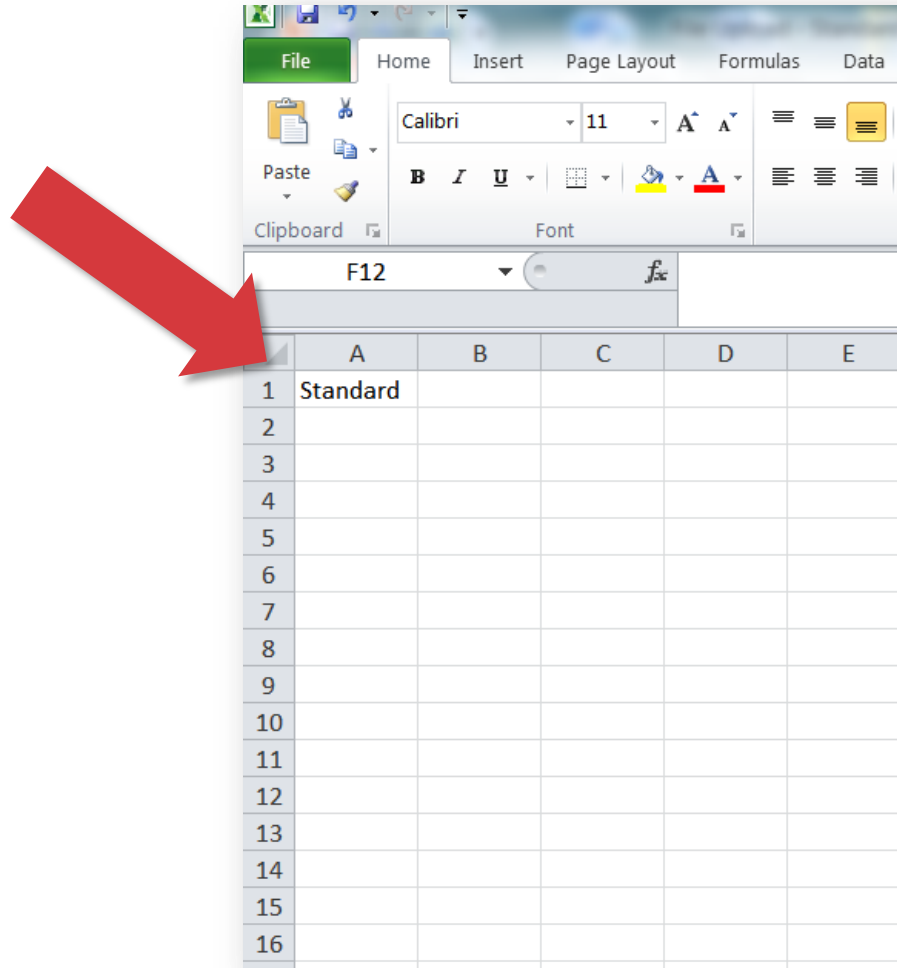 File Home Insert Page Layout Formulas Data
Calibri 11 A A
Paste B I U A
Clipboard Font
F12 fx
A B C D E
1 Standard
2
3
4
5
6
7
8
9
10
11
12
13
14
15
16